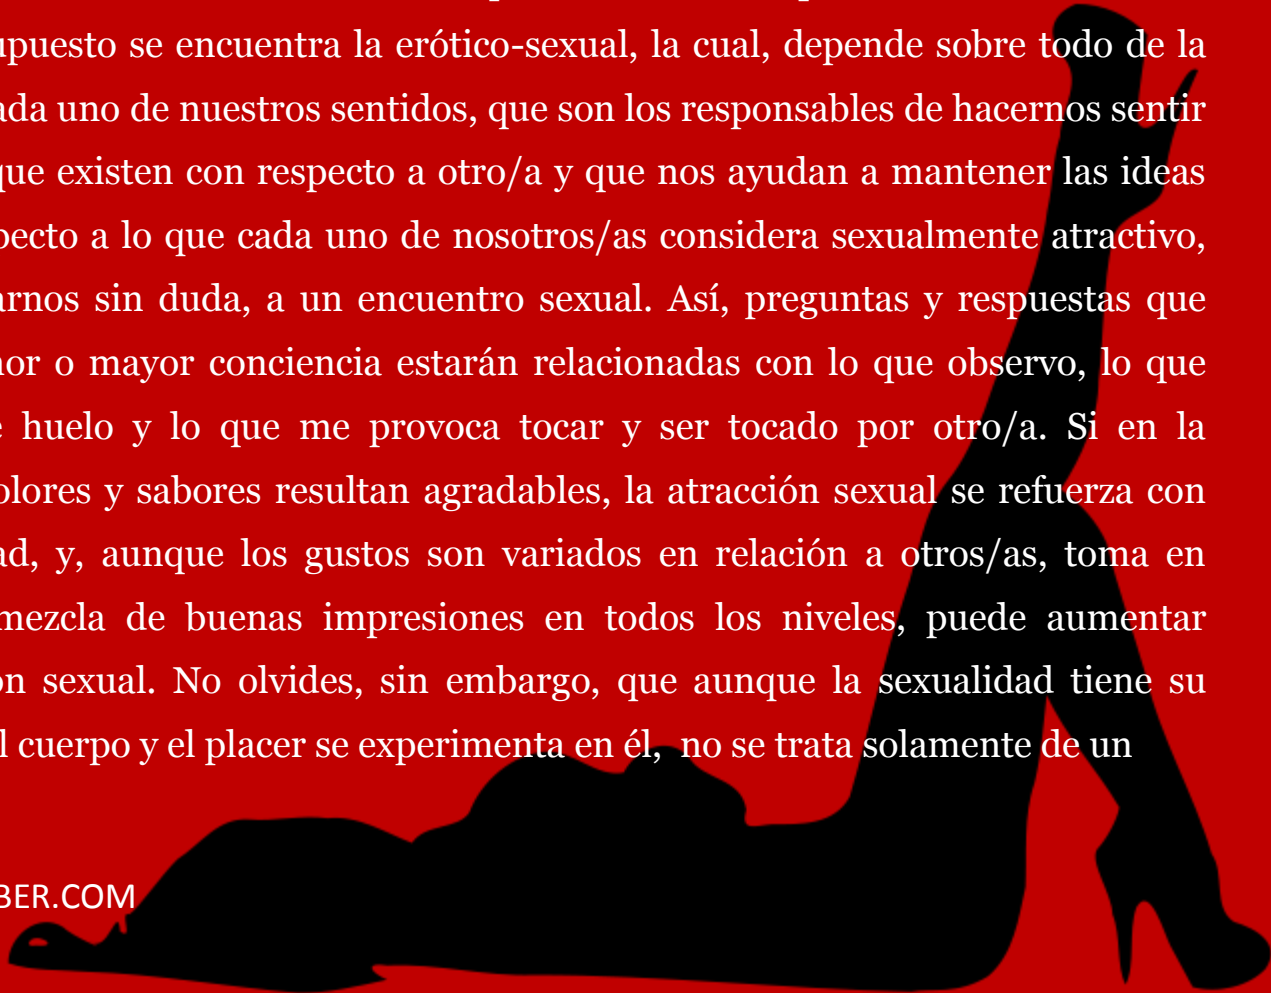 upuesto se encuentra la erótico-sexual, la cual, depende sobre todo de la
ada uno de nuestros sentidos, que son los responsables de hacernos sentir
que existen con respecto a otro/a y que nos ayudan a mantener las ideas
pecto a lo que cada uno de nosotros/as considera sexualmente atractivo,
arnos sin duda, a un encuentro sexual. Así, preguntas y respuestas que
nor o mayor conciencia estarán relacionadas con lo que observo, lo que
e huelo y lo que me provoca tocar y ser tocado por otro/a. Si en la
olores y sabores resultan agradables, la atracción sexual se refuerza con
ad, y, aunque los gustos son variados en relación a otros/as, toma en
mezcla de buenas impresiones en todos los niveles, puede aumentar
ón sexual. No olvides, sin embargo, que aunque la sexualidad tiene su
l cuerpo y el placer se experimenta en él, no se trata solamente de un
BER.COM